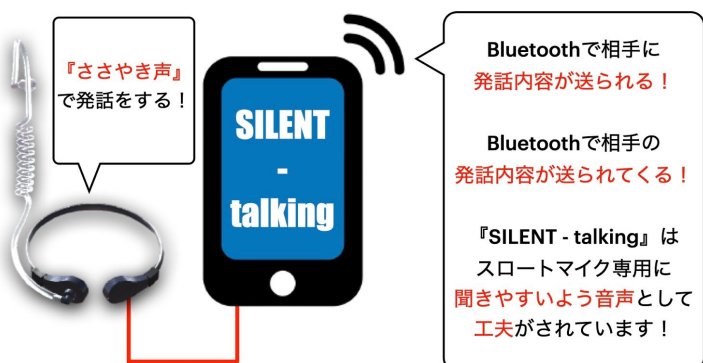 『ささやき声』
で発話をする！
SILENT
-
talking
Bluetoothで相手に
発話内容が送られる！
Bluetoothで相手の
発話内容が送られてくる！
『SILENT - talking』は
スロートマイク専用に
聞きやすいよう音声として
工夫がされています！